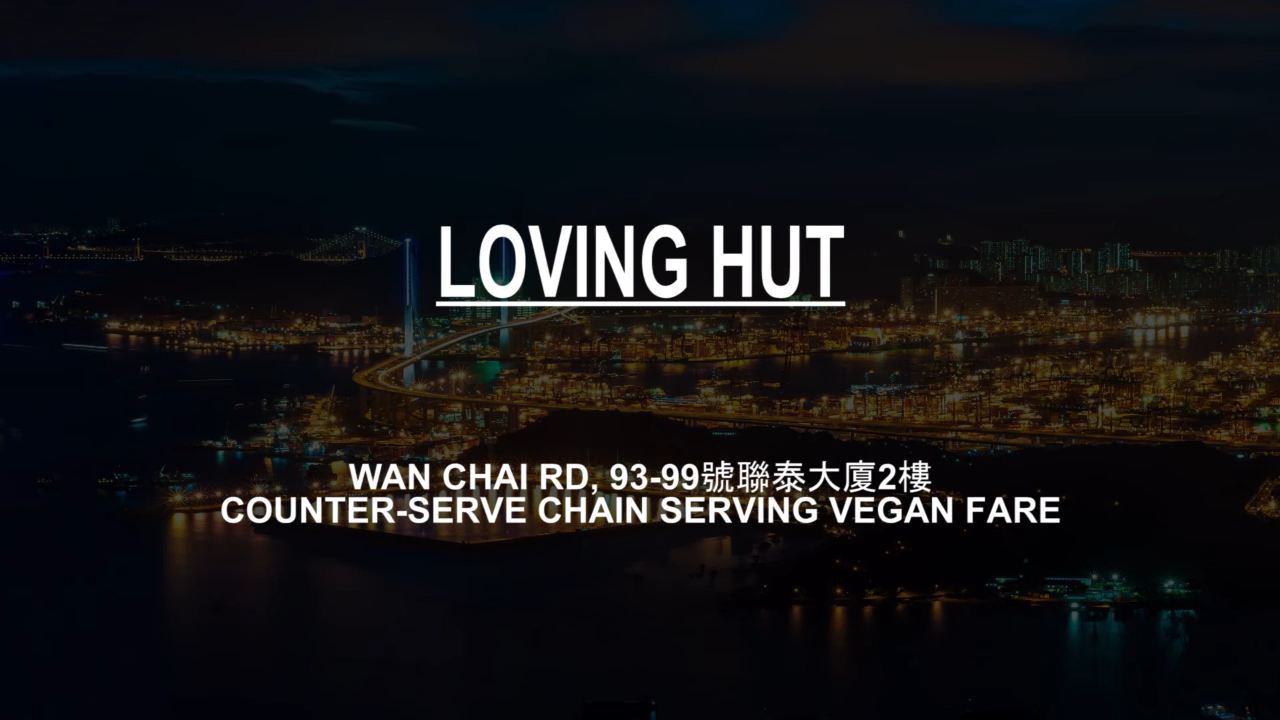 LOVING HUT
WAN CHAI RD, 93-99號聯泰大廈2樓
COUNTER-SERVE CHAIN SERVING VEGAN FARE